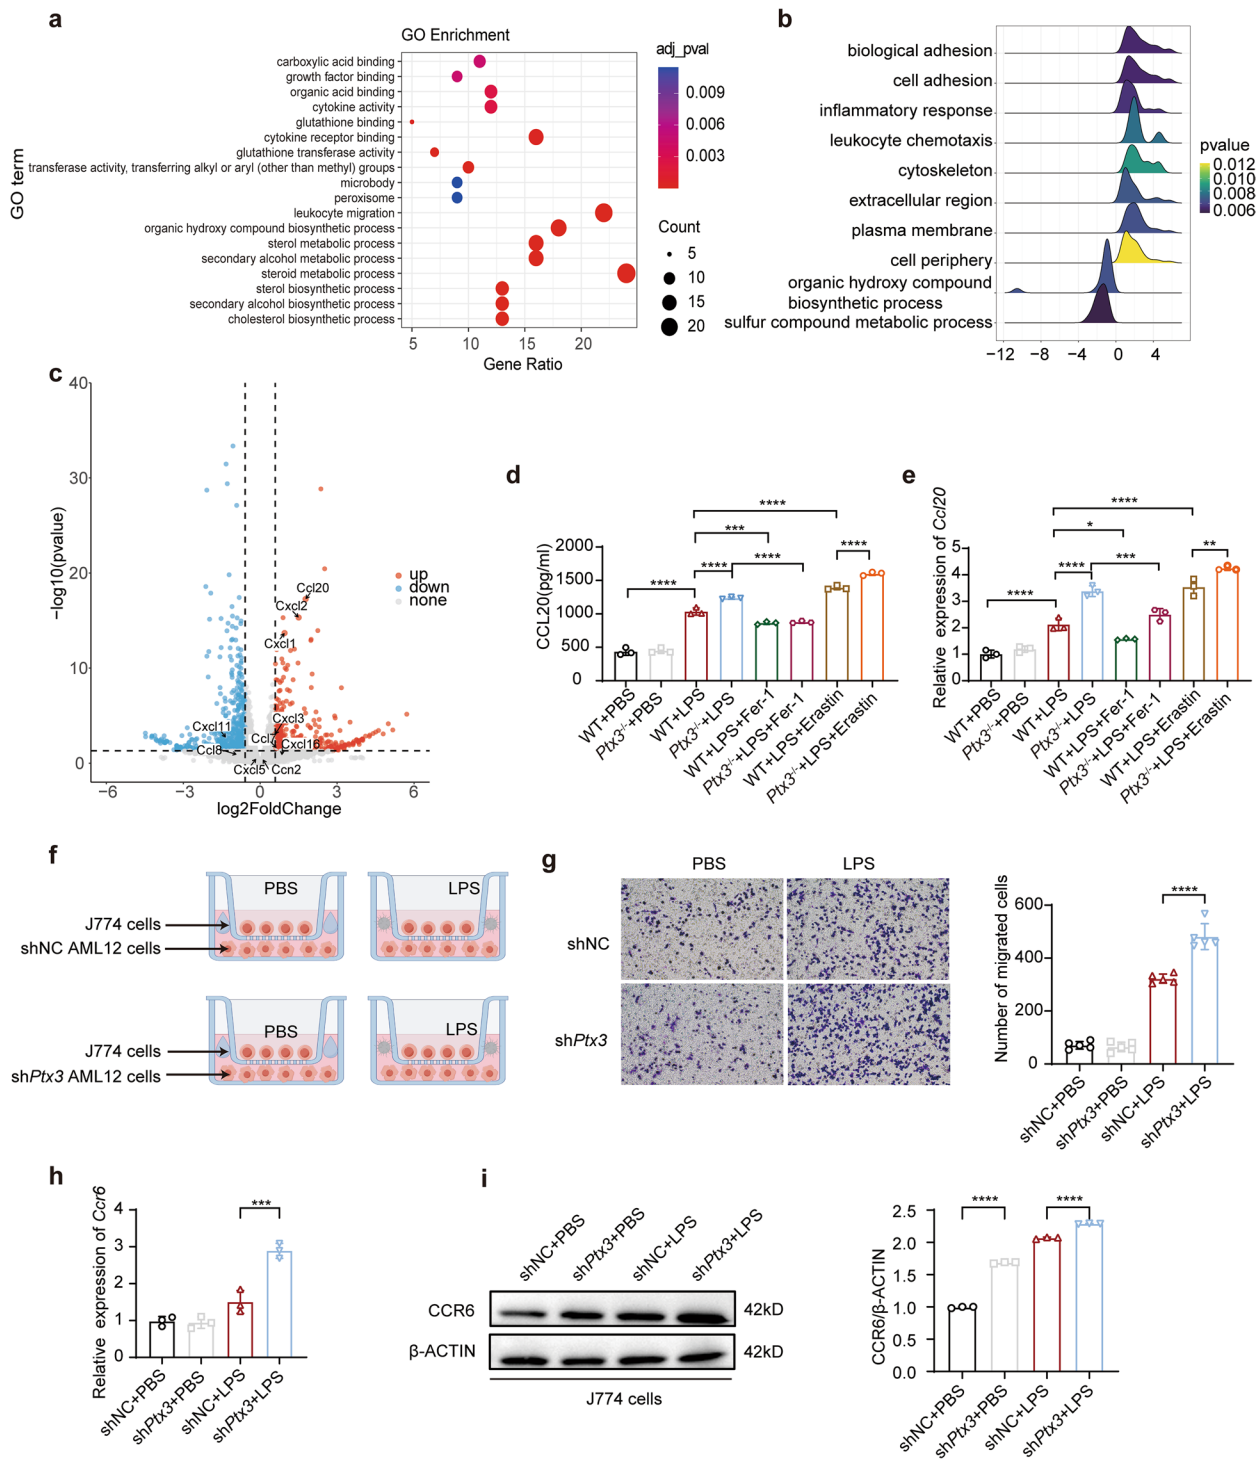 a
GO Enrichment
GO term
carboxylic acid binding
growth factor binding
organic acid binding
cytokine activity
glutathione binding
cytokine receptor binding
glutathione transferase activity
transferase activity, transferring alkyl or aryl (other than methyl) groups
microbody
peroxisome
leukocyte migration
organic hydroxy compound biosynthetic process
sterol metabolic process
secondary alcohol metabolic process
steroid metabolic process
sterol biosynthetic process
secondary alcohol biosynthetic process
cholesterol biosynthetic process
5 10 15 20
Gene Ratio
adj_pval
0.009
0.006
0.003
Count
5
10
15
20
b
biological adhesion
cell adhesion
inflammatory response
leukocyte chemotaxis
cytoskeleton
extracellular region
plasma membrane
cell periphery
organic hydroxy compound
biosynthetic process
sulfur compound metabolic process
−12 −8 −4 0 4
pvalue
0.012
0.010
0.008
0.006
c
−log10(pvalue)
40
30
20
10
0
Ccl20
Cxcl2
Cxcl1
Cxcl3
Cxcl11
Ccl7
Cxcl16
Ccl8
Cxcl5
Ccn2
−6 −3 0 3 6
log2FoldChange
up
down
none
d
CCL20(pg/ml)
2000
1500
1000
500
0
****
***
**** **** ****
****
WT+PBS
Ptx3-/-+PBS
WT+LPS
Ptx3-/-+LPS
WT+LPS+Fer-1
Ptx3-/-+LPS+Fer-1
WT+LPS+Erastin
Ptx3-/-+LPS+Erastin
e
Relative expression of Ccl20
5
4
3
2
1
0
****
*
**** *** **
****
WT+PBS
Ptx3-/-+PBS
WT+LPS
Ptx3-/-+LPS
WT+LPS+Fer-1
Ptx3-/-+LPS+Fer-1
WT+LPS+Erastin
Ptx3-/-+LPS+Erastin
f
PBS
LPS
J774 cells
shNC AML12 cells
PBS
LPS
J774 cells
shPtx3 AML12 cells
g
PBS LPS
shNC
shPtx3
Number of migrated cells
600
400
200
0
****
shNC+PBS
shPtx3+PBS
shNC+LPS
shPtx3+LPS
h
Relative expression of Ccr6
4
3
2
1
0
***
shNC+PBS
shPtx3+PBS
shNC+LPS
shPtx3+LPS
i
shNC+PBS
shPtx3+PBS
shNC+LPS
shPtx3+LPS
CCR6 42kD
β-ACTIN 42kD
J774 cells
CCR6/β-ACTIN
2.5
2.0
1.5
1.0
0.5
0.0
**** ****
shNC+PBS
shPtx3+PBS
shNC+LPS
shPtx3+LPS